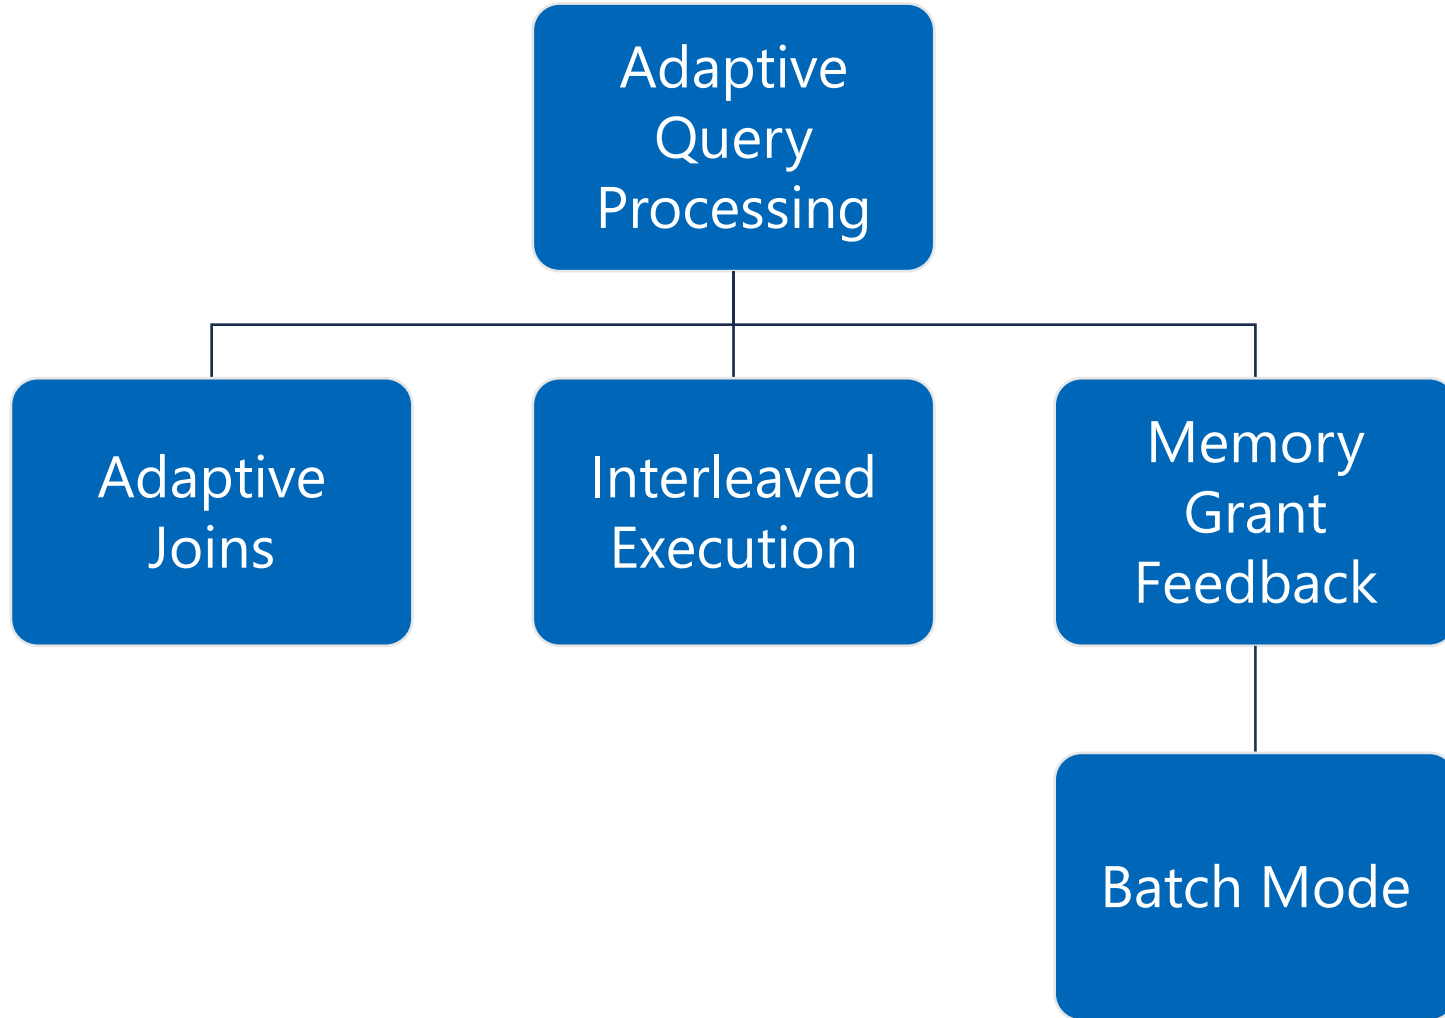 Adaptive
Query
Processing
Adaptive
Joins
Interleaved
Execution
Memory
Grant
Feedback
Batch Mode